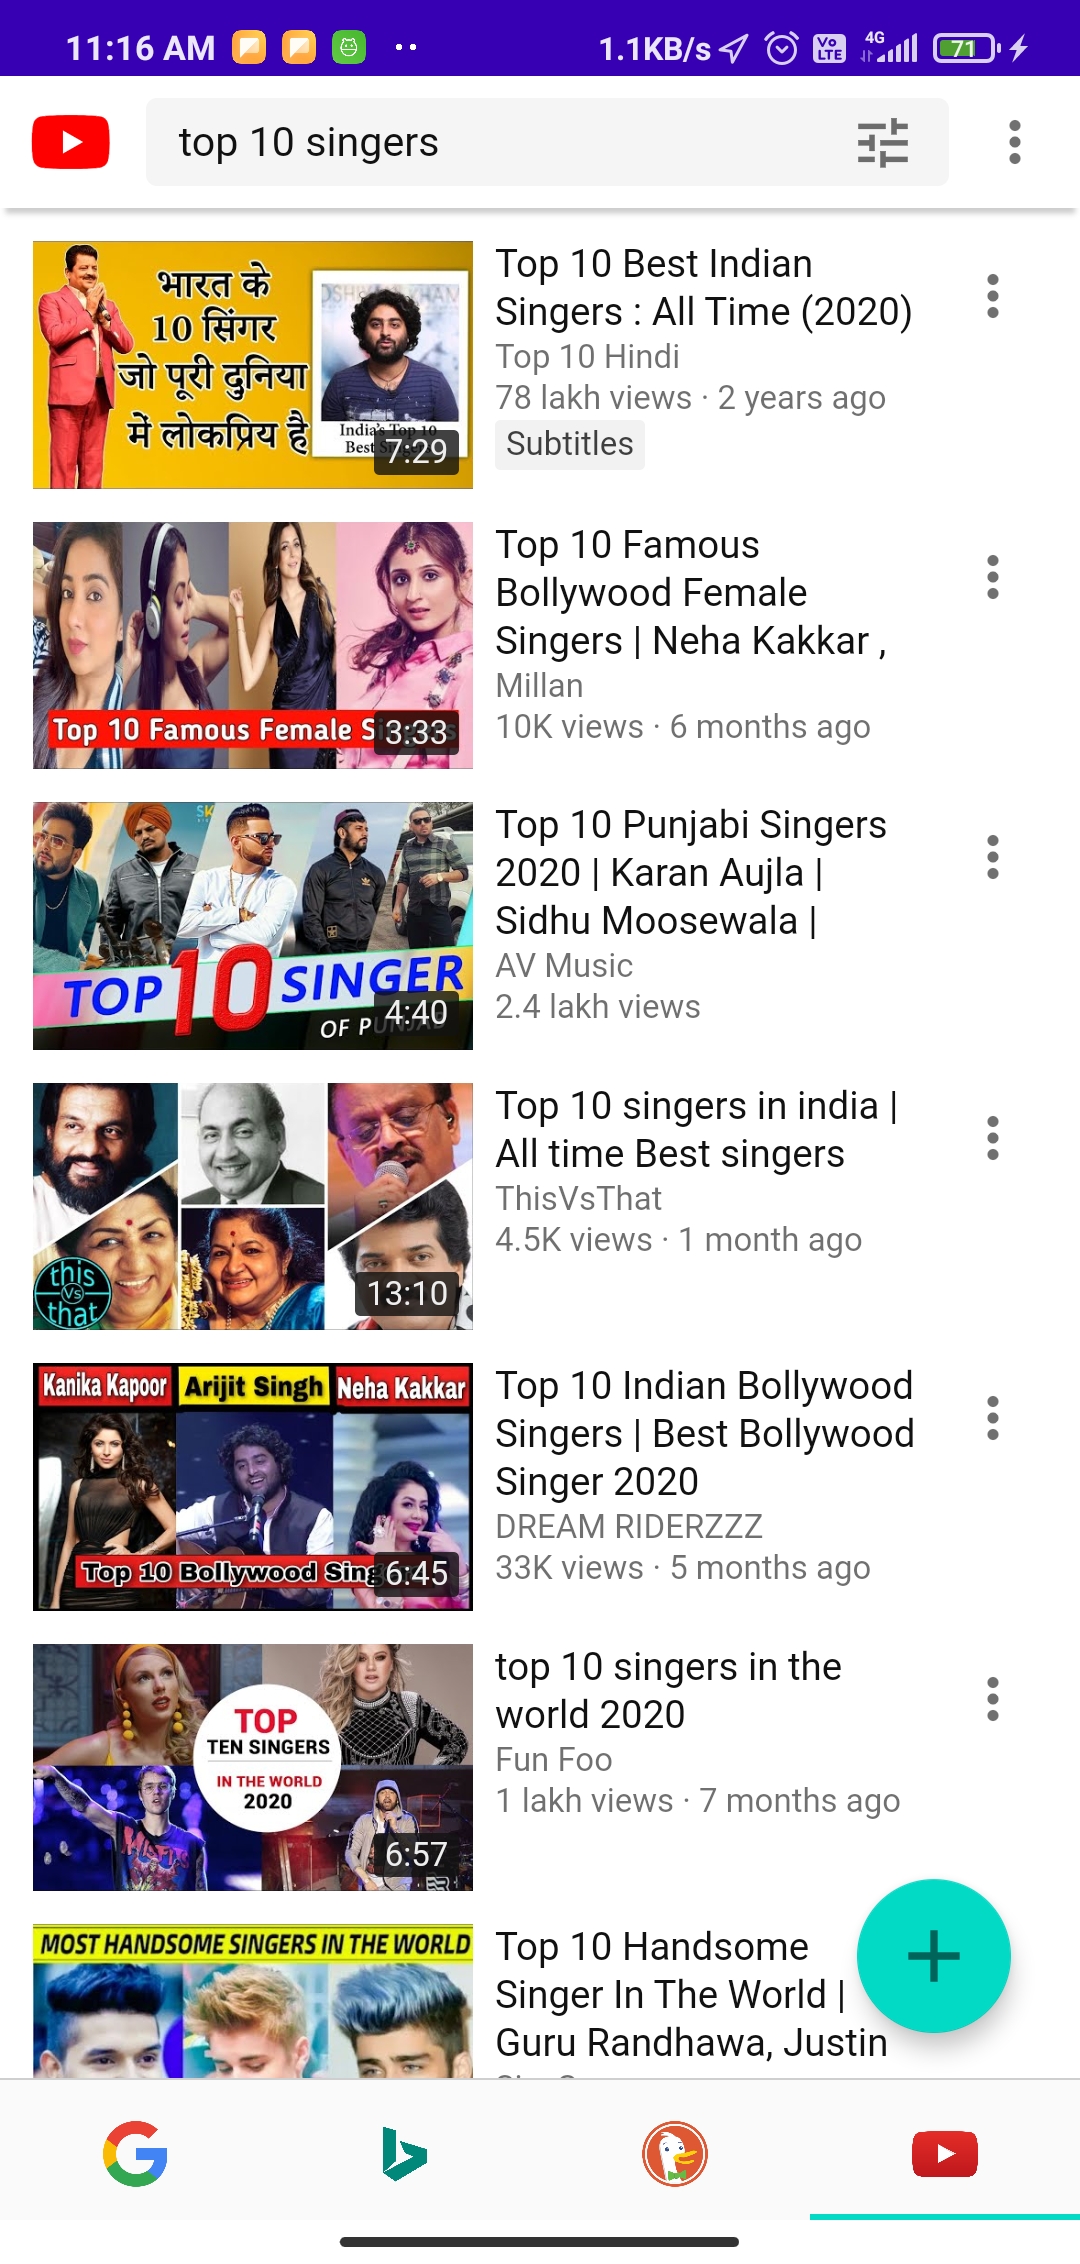 11:16 AM
1.1KB/s
Vo LTE
4G
71
top 10 singers
भारत के
10 सिंगर
जो पूरी दुनिया
में लोकप्रिय है
India's Top 10
Best
7:29
Top 10 Best Indian
Singers : All Time (2020)
Top 10 Hindi
78 lakh views · 2 years ago
Subtitles
Top 10 Famous Female S
3:33
Top 10 Famous
Bollywood Female
Singers | Neha Kakkar ,
Millan
10K views · 6 months ago
SK
TOP 10 SINGER
OF PUNJAB
4:40
Top 10 Punjabi Singers
2020 | Karan Aujla |
Sidhu Moosewala |
AV Music
2.4 lakh views
this
Vs
that
13:10
Top 10 singers in india |
All time Best singers
ThisVsThat
4.5K views · 1 month ago
Kanika Kapoor
Arijit Singh
Neha Kakkar
Top 10 Bollywood Sing
6:45
Top 10 Indian Bollywood
Singers | Best Bollywood
Singer 2020
DREAM RIDERZZZ
33K views · 5 months ago
TOP
TEN SINGERS
IN THE WORLD
2020
MISFITS
6:57
top 10 singers in the
world 2020
Fun Foo
1 lakh views · 7 months ago
MOST HANDSOME SINGERS IN THE WORLD
Top 10 Handsome
Singer In The World |
Guru Randhawa, Justin